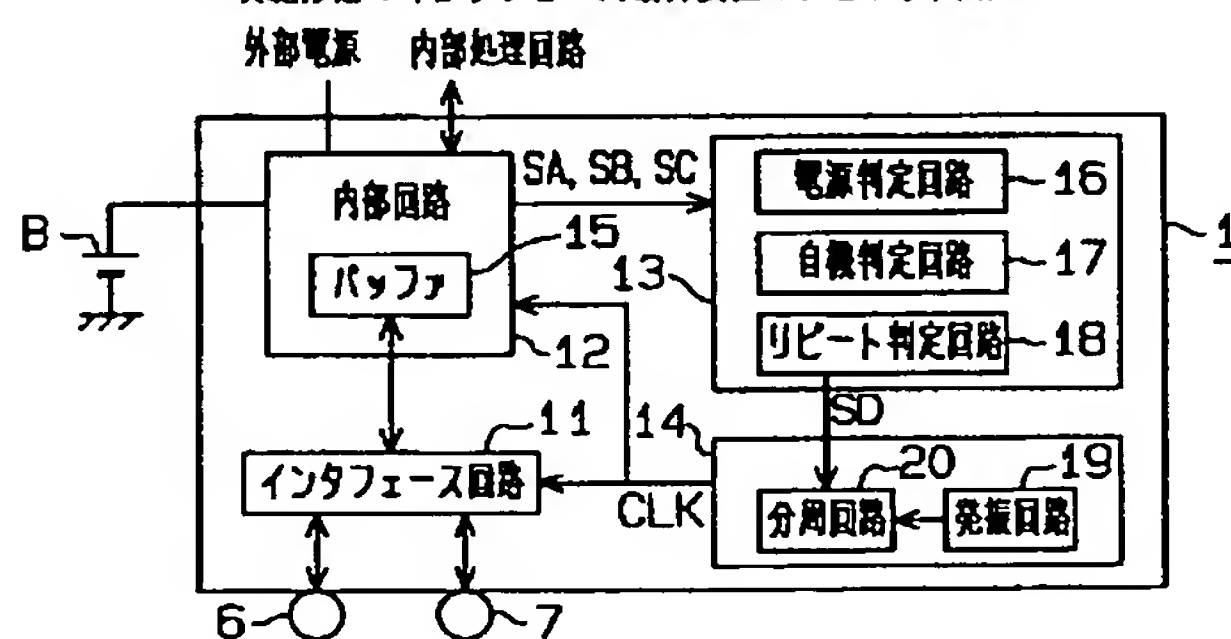 外部電源
内部処理回路
SA, SB, SC
内部回路
電源判定回路
16
1
B
15
バッファ
13
自機判定回路
17
12
リピート判定回路
18
SD
11
14
20
19
インタフェース回路
CLK
分周回路
発振回路
6
7